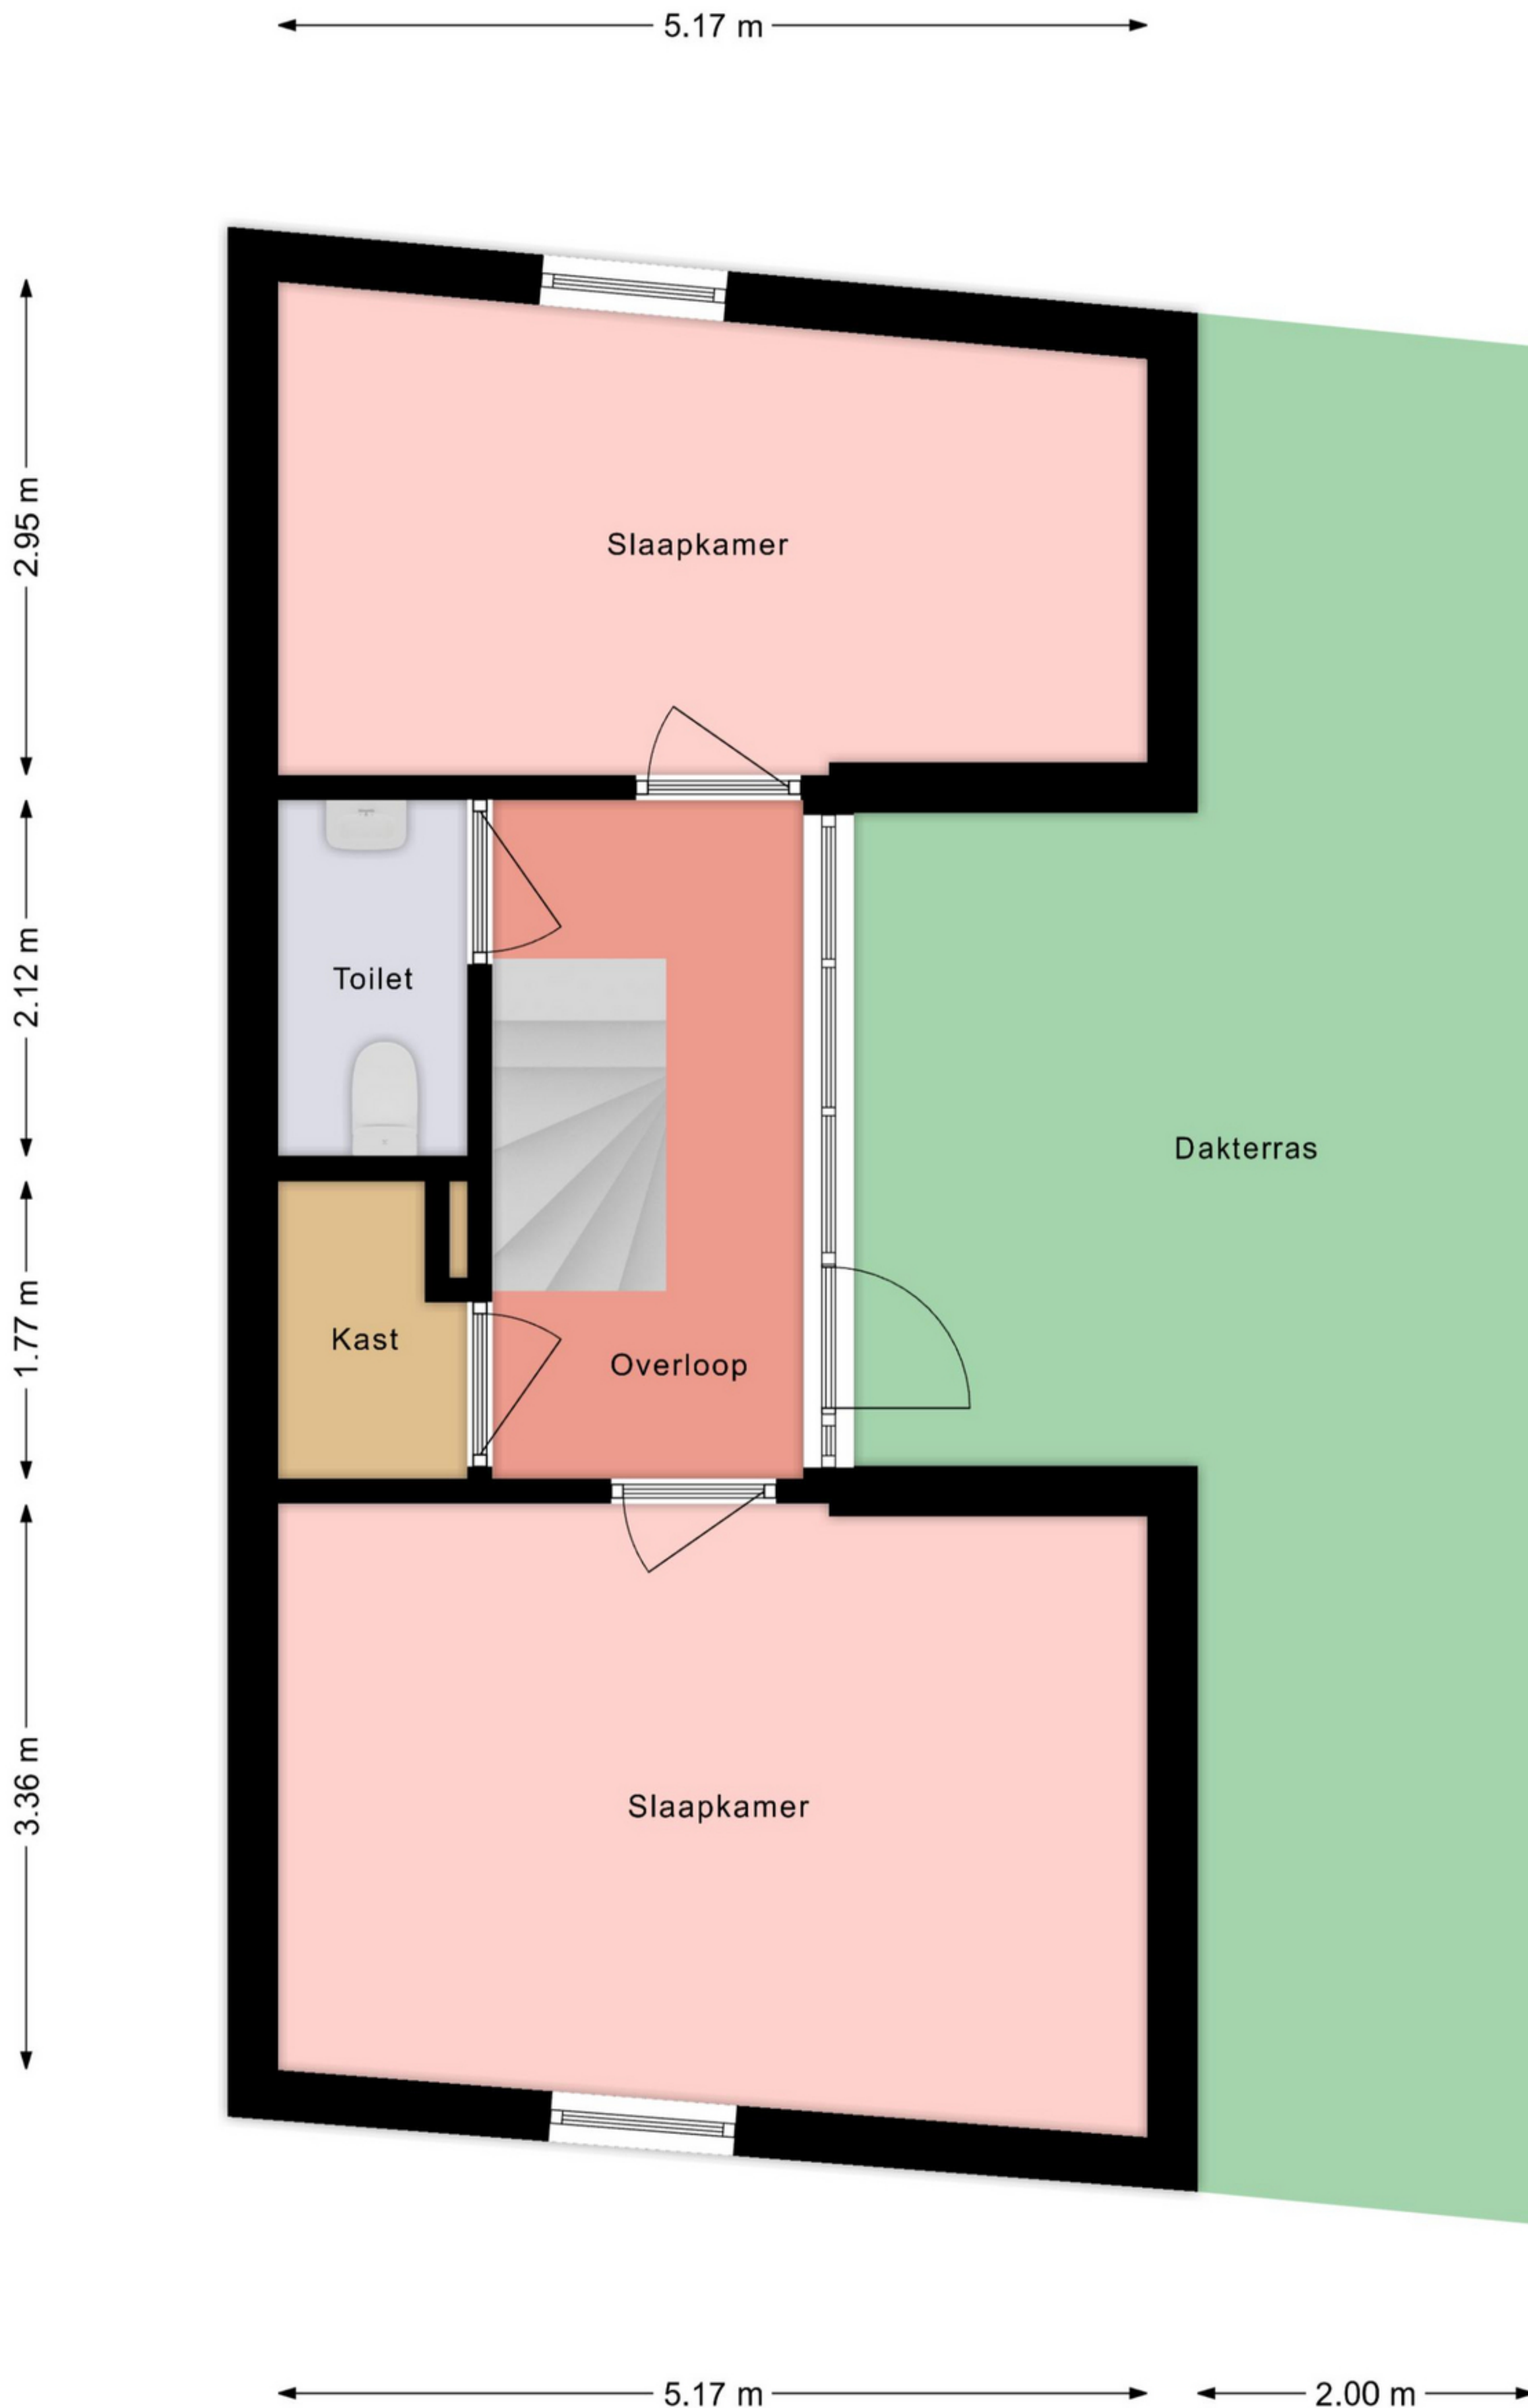 5.17 m
2.95 m
Slaapkamer
2.12 m
Toilet
Dakterras
1.77 m
Kast
Overloop
3.36 m
Slaapkamer
5.17 m
2.00 m